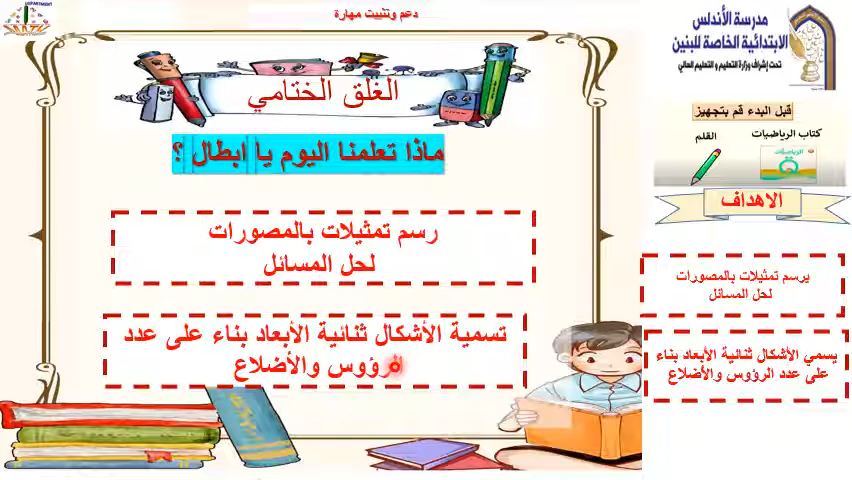 دعم وتثبيت مهارة
مدرسة الأندلس
الابتدائية الخاصة للبنين
تحت إشراف وزارة التعليم و التعليم العالي
الغلق الختامي
ماذا تعلمنا اليوم يا ابطال ؟
رسم تمثيلات بالمصورات
لحل المسائل
تسمية الأشكال ثنائية الأبعاد بناء على عدد
الرؤوس والأضلاع
قبل البدء قم بتجهيز
كتاب الرياضيات
القلم
الرياضيات
الاهداف
يرسم تمثيلات بالمصورات
لحل المسائل
يسمي الأشكال ثنائية الأبعاد بناء
على عدد الرؤوس والأضلاع